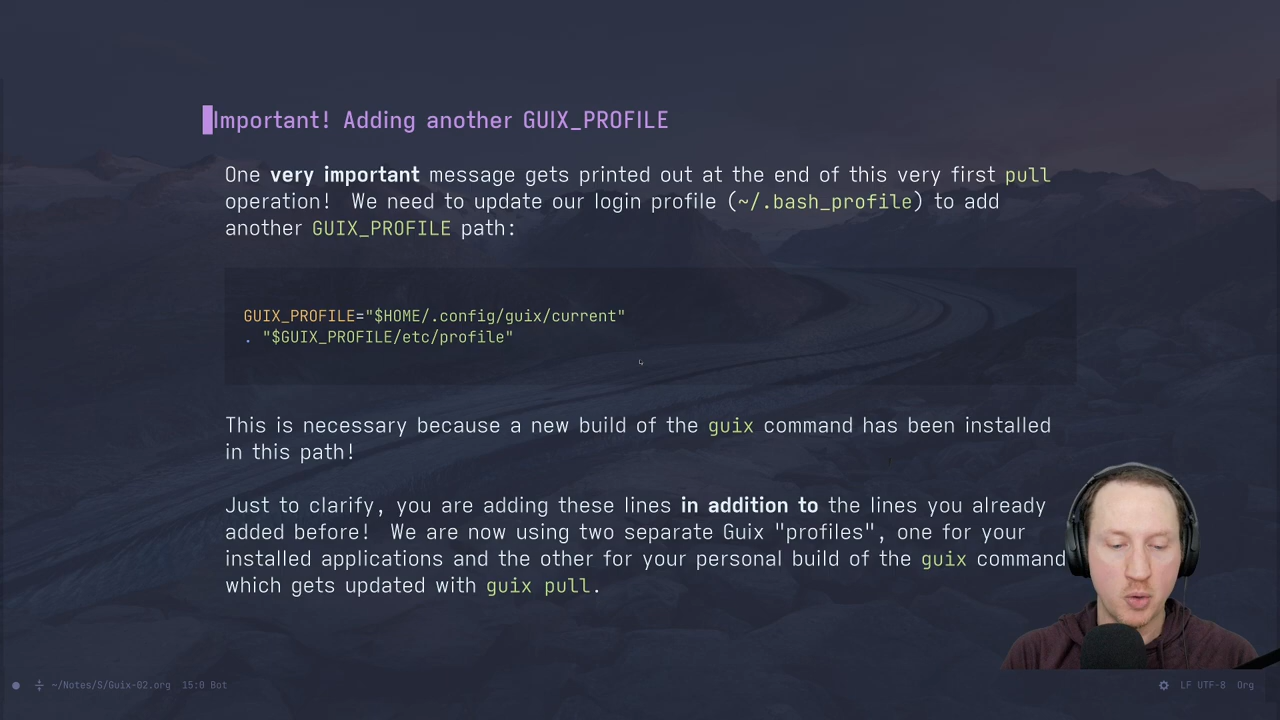 Important! Adding another GUIX_PROFILE
One very important message gets printed out at the end of this very first pull
operation! We need to update our login profile (~/.bash_profile) to add
another GUIX_PROFILE path:
GUIX_PROFILE="$HOME/.config/guix/current"
. "$GUIX_PROFILE/etc/profile"
This is necessary because a new build of the guix command has been installed
in this path!
Just to clarify, you are adding these lines in addition to the lines you already
added before! We are now using two separate Guix "profiles", one for your
installed applications and the other for your personal build of the guix command
which gets updated with guix pull.
~/Notes/S/Guix-02.org 15:0 Bot LF UTF-8 Org